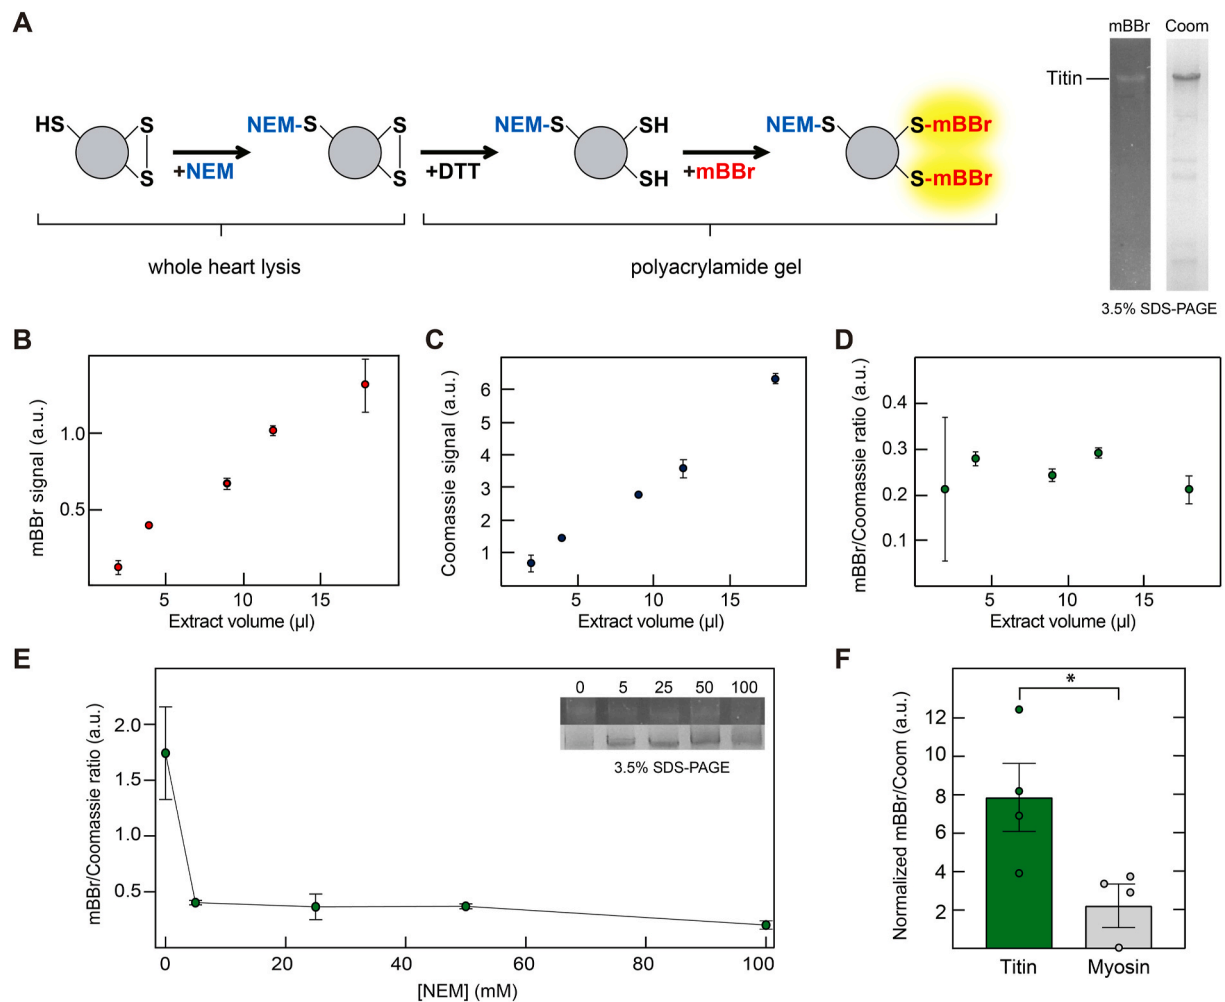 A
mBBr Coom
Titin
HS S S
NEM-S S S
NEM-S SH SH
NEM-S S-mBBr S-mBBr
+NEM
+DTT
+mBBr
whole heart lysis
polyacrylamide gel
3.5% SDS-PAGE
B
mBBr signal (a.u.)
1.0
0.5
5 10 15
Extract volume (µl)
C
Coomassie signal (a.u.)
6
5
4
3
2
1
5 10 15
Extract volume (µl)
D
mBBr/Coomassie ratio (a.u.)
0.4
0.3
0.2
0.1
5 10 15
Extract volume (µl)
E
mBBr/Coomassie ratio (a.u.)
2.0
1.5
1.0
0.5
0 20 40 60 80 100
[NEM] (mM)
0 5 25 50 100
3.5% SDS-PAGE
F
Normalized mBBr/Coom (a.u.)
12
10
8
6
4
2
*
Titin Myosin